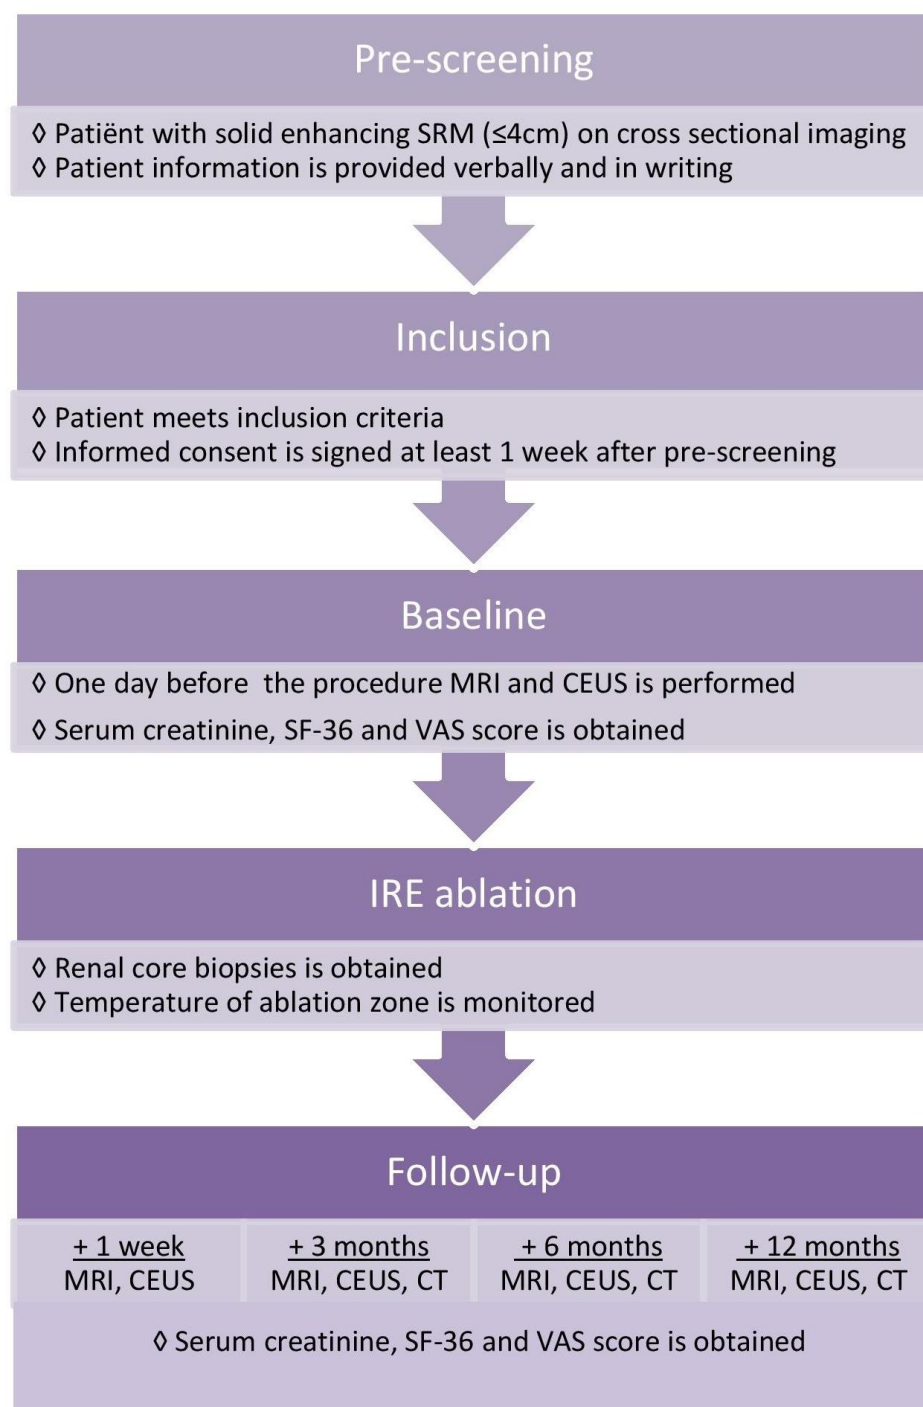 Pre-screening
◊ Patiënt with solid enhancing SRM (≤4cm) on cross sectional imaging
◊ Patient information is provided verbally and in writing
Inclusion
◊ Patient meets inclusion criteria
◊ Informed consent is signed at least 1 week after pre-screening
Baseline
◊ One day before  the procedure MRI and CEUS is performed
◊ Serum creatinine, SF-36 and VAS score is obtained
IRE ablation
◊ Renal core biopsies is obtained
◊ Temperature of ablation zone is monitored
Follow-up
+ 1 week
MRI, CEUS
+ 3 months
MRI, CEUS, CT
+ 6 months
MRI, CEUS, CT
+ 12 months
MRI, CEUS, CT
◊ Serum creatinine, SF-36 and VAS score is obtained